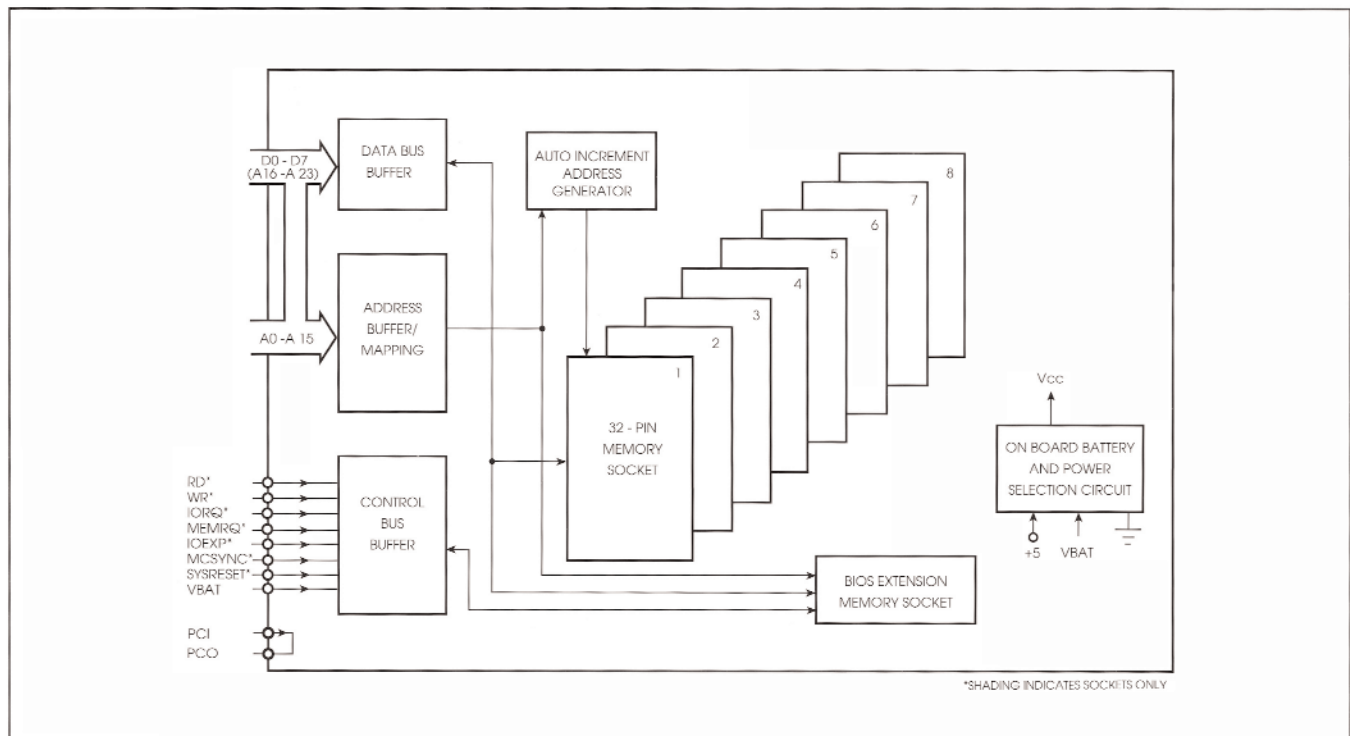 D0 - D7
(A16 -A 23)
DATA BUS
BUFFER
AUTO INCREMENT
ADDRESS
GENERATOR
8
7
6
5
4
3
2
1
ADDRESS
BUFFER/
MAPPING
A0 -A 15
32 - PIN
MEMORY
SOCKET
Vcc
ON BOARD BATTERY
AND POWER
SELECTION CIRCUIT
+5
VBAT
RD*
WR*
IORQ*
MEMRQ*
IOEXP*
MCSYNC*
SYSRESET*
VBAT
CONTROL
BUS
BUFFER
BIOS EXTENSION
MEMORY SOCKET
PCI
PCO
*SHADING INDICATES SOCKETS ONLY